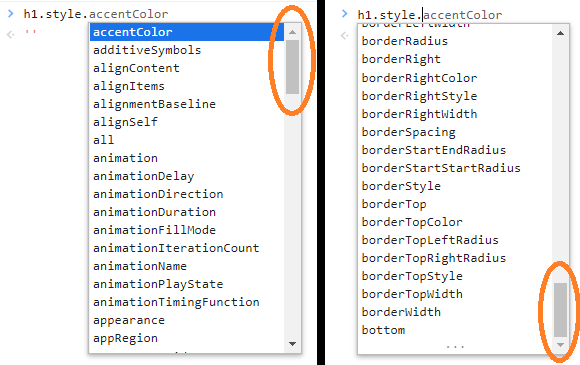 h1.style.accentColor
''
accentColor
additiveSymbols
alignContent
alignItems
alignmentBaseline
alignSelf
all
animation
animationDelay
animationDirection
animationDuration
animationFillMode
animationIterationCount
animationName
animationPlayState
animationTimingFunction
appearance
appRegion
h1.style.accentColor
borderLeftWidth
borderRadius
borderRight
borderRightColor
borderRightStyle
borderRightWidth
borderSpacing
borderStartEndRadius
borderStartStartRadius
borderStyle
borderTop
borderTopColor
borderTopLeftRadius
borderTopRightRadius
borderTopStyle
borderTopWidth
borderWidth
bottom
...